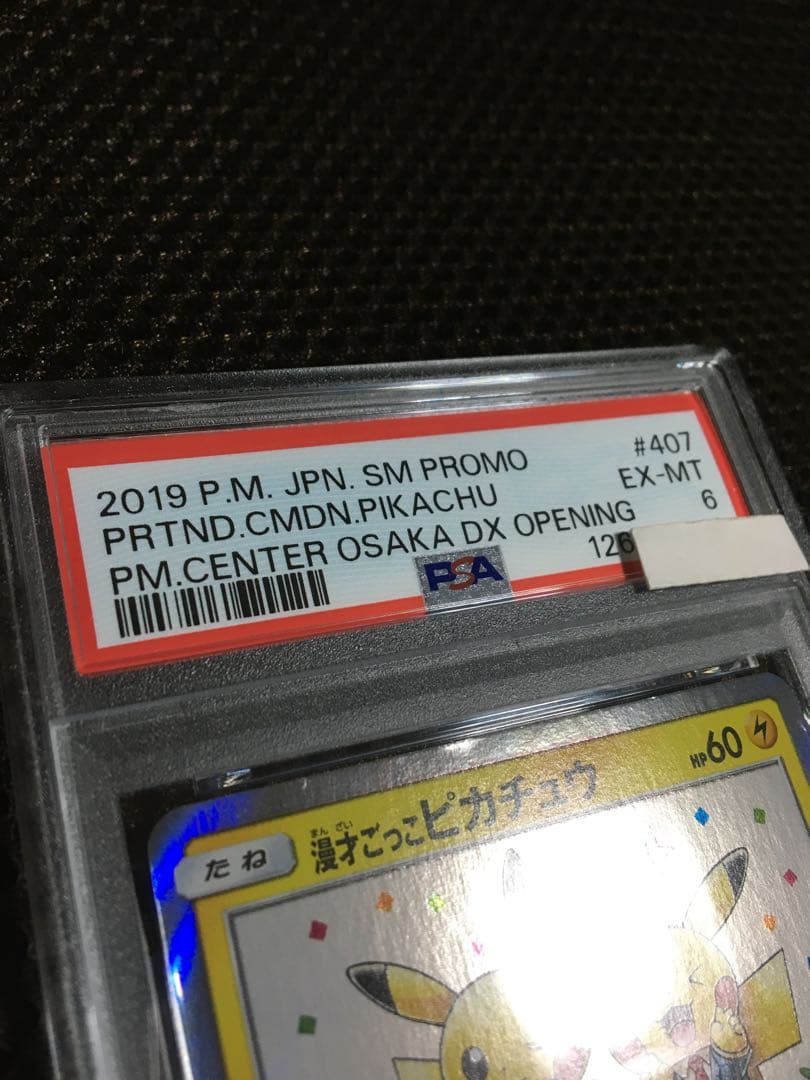 2019 P.M. JPN. SM PROMO #407
PRTND.CMDN.PIKACHU EX-MT
PM.CENTER OSAKA DX OPENING 6
PSA 126
たね 漫才ごっこピカチュウ HP60
まん ざい